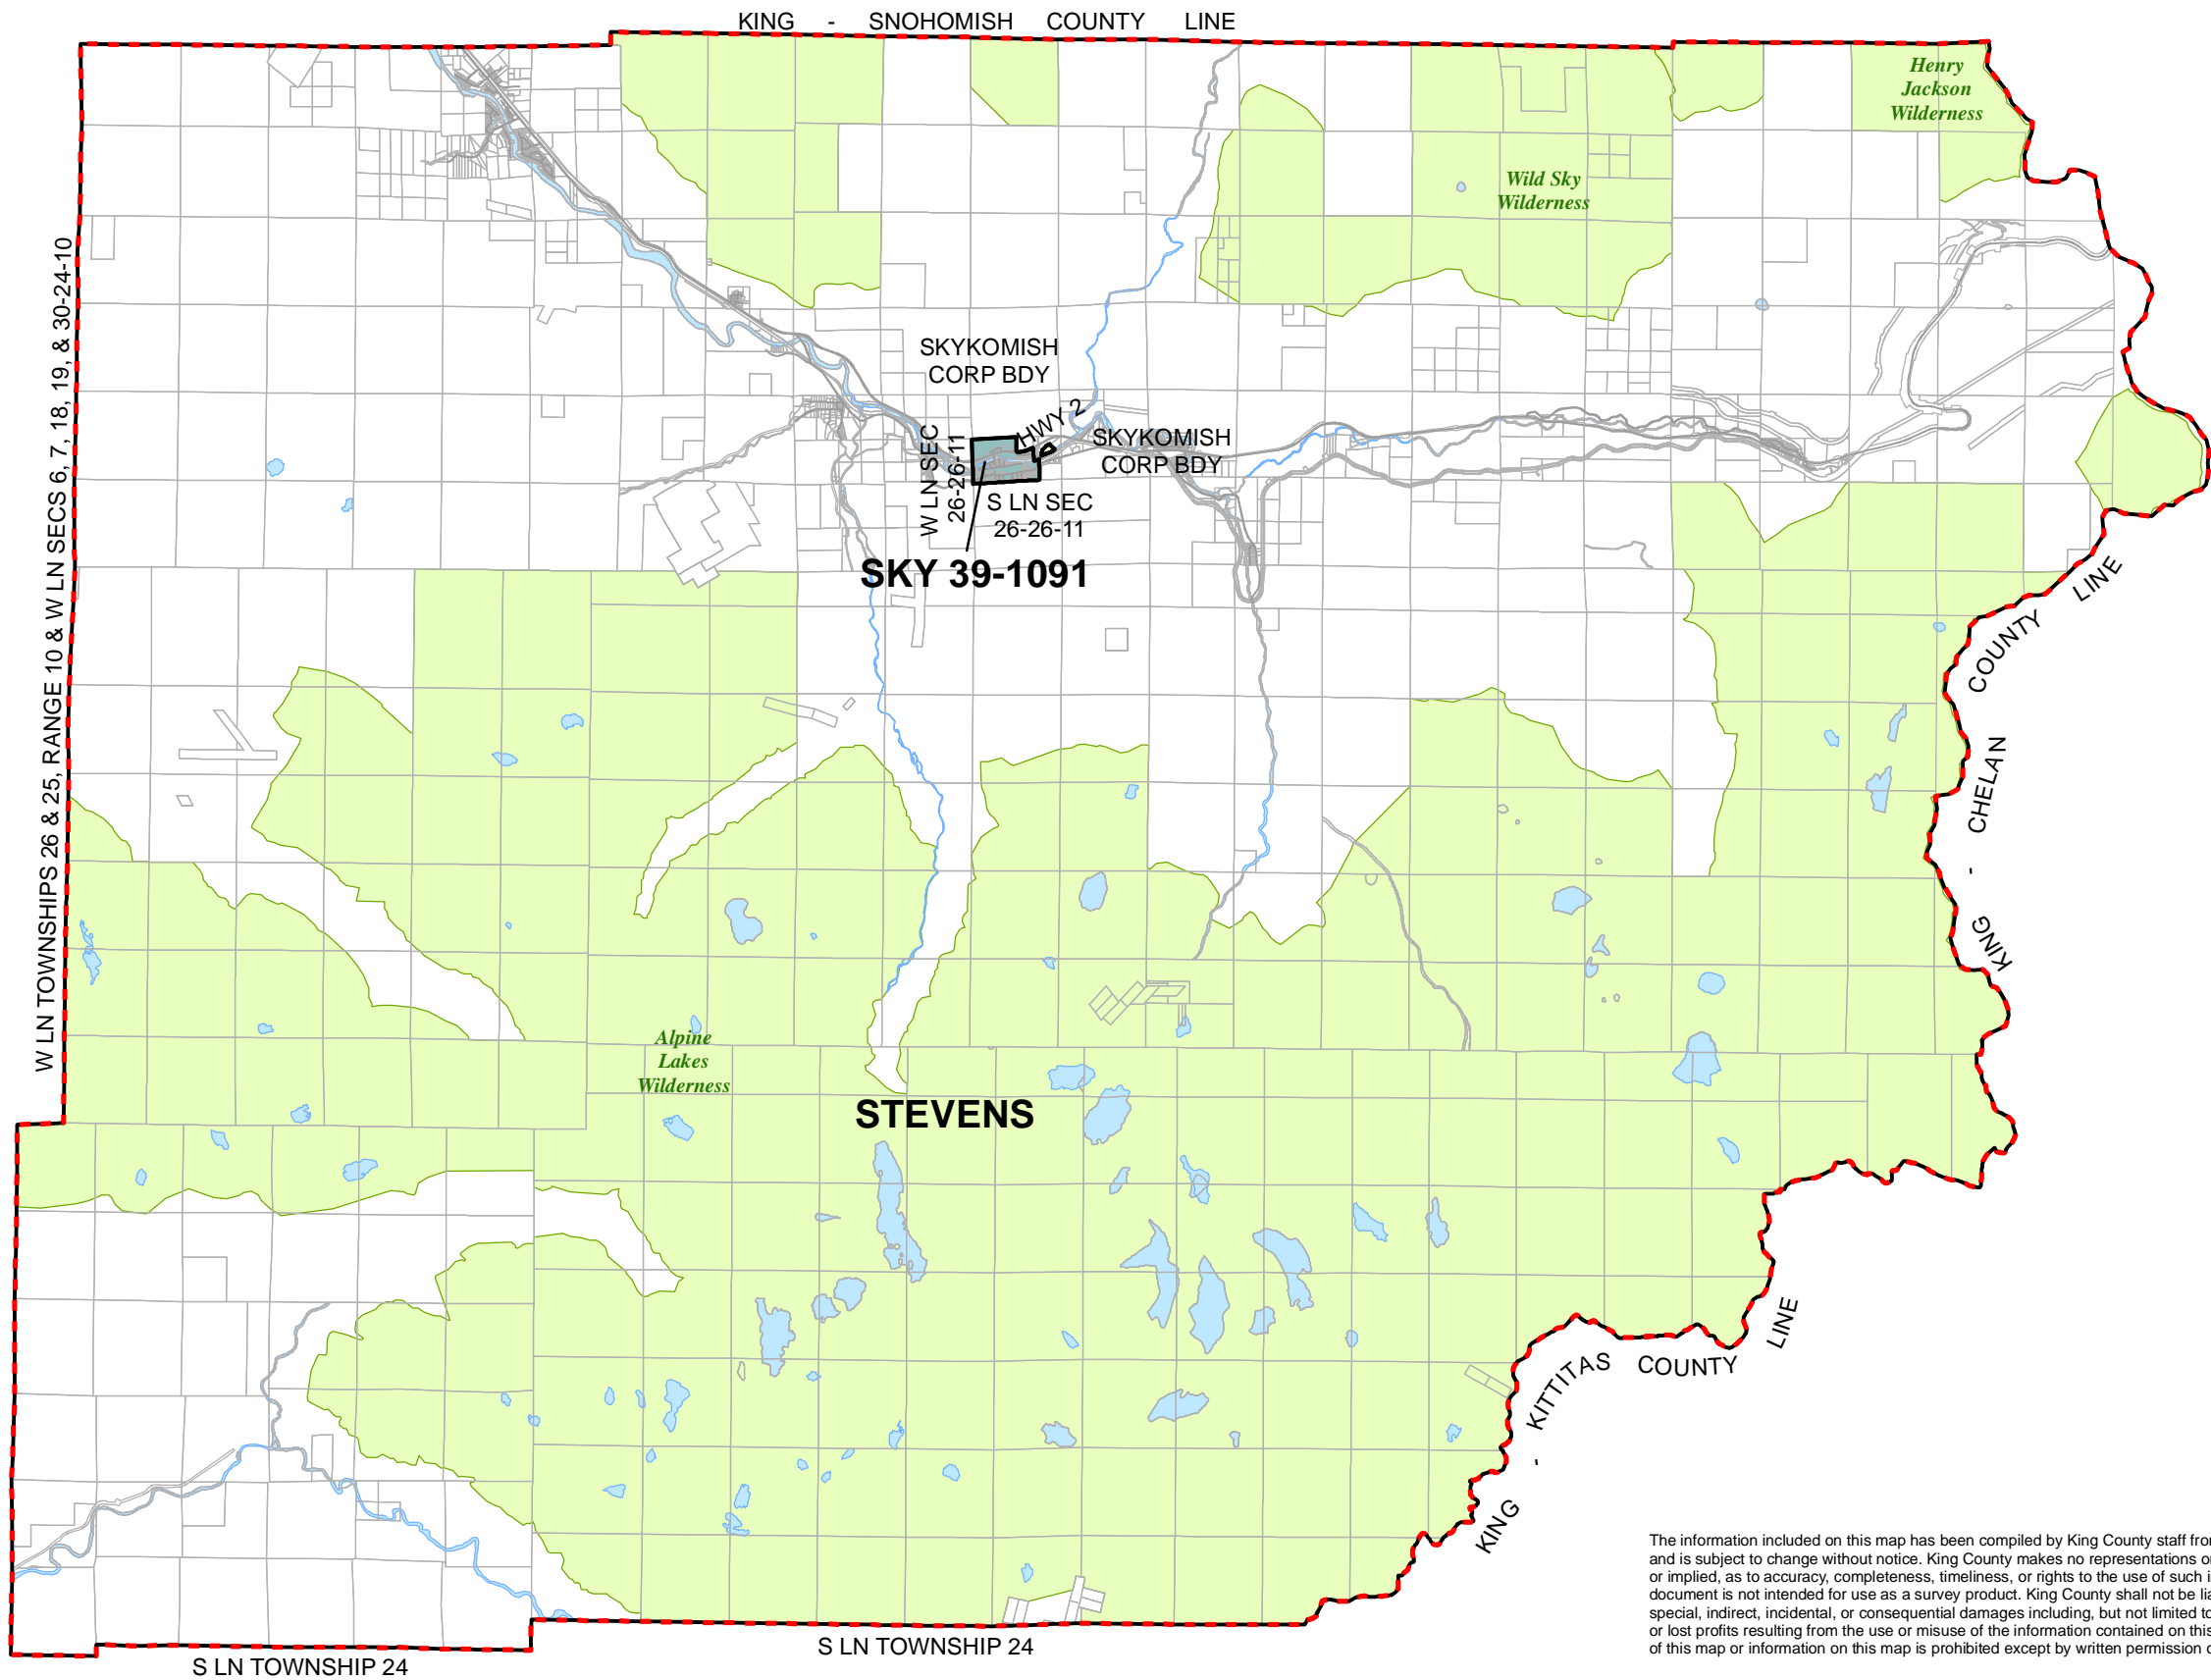 KING - SNOHOMISH COUNTY LINE
Henry
Jackson
Wilderness
Wild Sky
Wilderness
W LN TOWNSHIPS 26 & 25, RANGE 10 & W LN SECS 6, 7, 18, 19, & 30-24-10
SKYKOMISH
CORP BDY
HWY 2
SKYKOMISH
CORP BDY
W LN SEC
26-26-11
S LN SEC
26-26-11
SKY 39-1091
KING - CHELAN COUNTY LINE
Alpine
Lakes
Wilderness
STEVENS
KING - KITTITAS COUNTY LINE
S LN TOWNSHIP 24
S LN TOWNSHIP 24
The information included on this map has been compiled by King County staff
and is subject to change without notice. King County makes no representations
or implied, as to accuracy, completeness, timeliness, or rights to the use of such
document is not intended for use as a survey product. King County shall not be
special, indirect, incidental, or consequential damages including, but not limited to
or lost profits resulting from the use or misuse of the information contained on this
of this map or information on this map is prohibited except by written permission